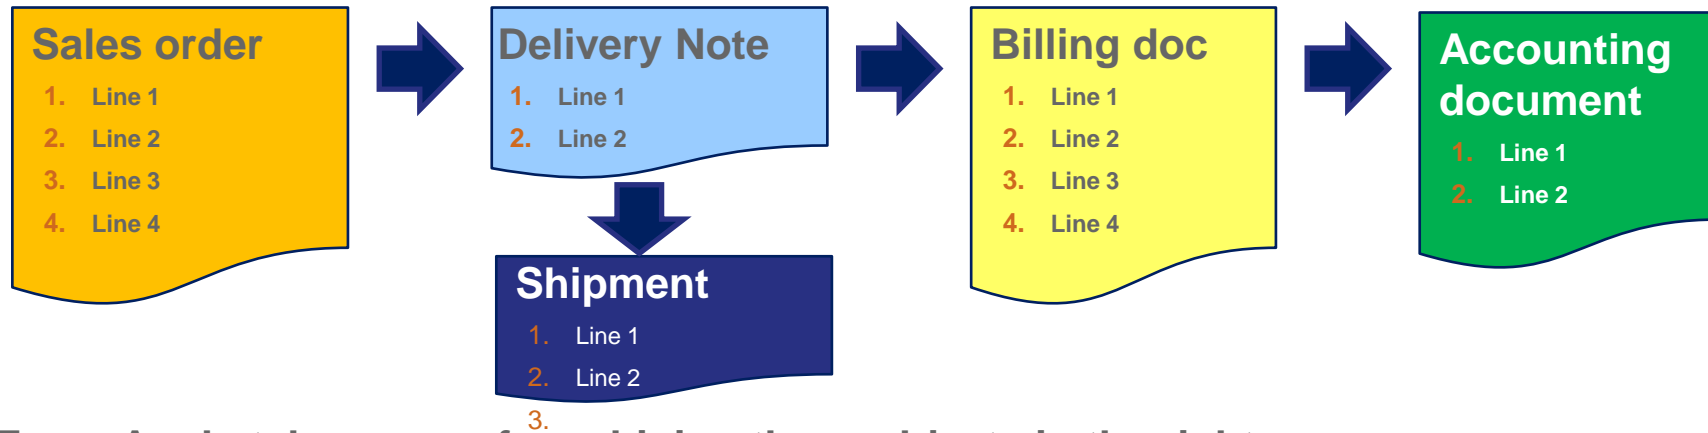 Sales order
1. Line 1
2. Line 2
3. Line 3
4. Line 4
Delivery Note
1. Line 1
2. Line 2
Shipment
1. Line 1
2. Line 2
3.
Billing doc
1. Line 1
2. Line 2
3. Line 3
4. Line 4
Accounting
document
1. Line 1
2. Line 2